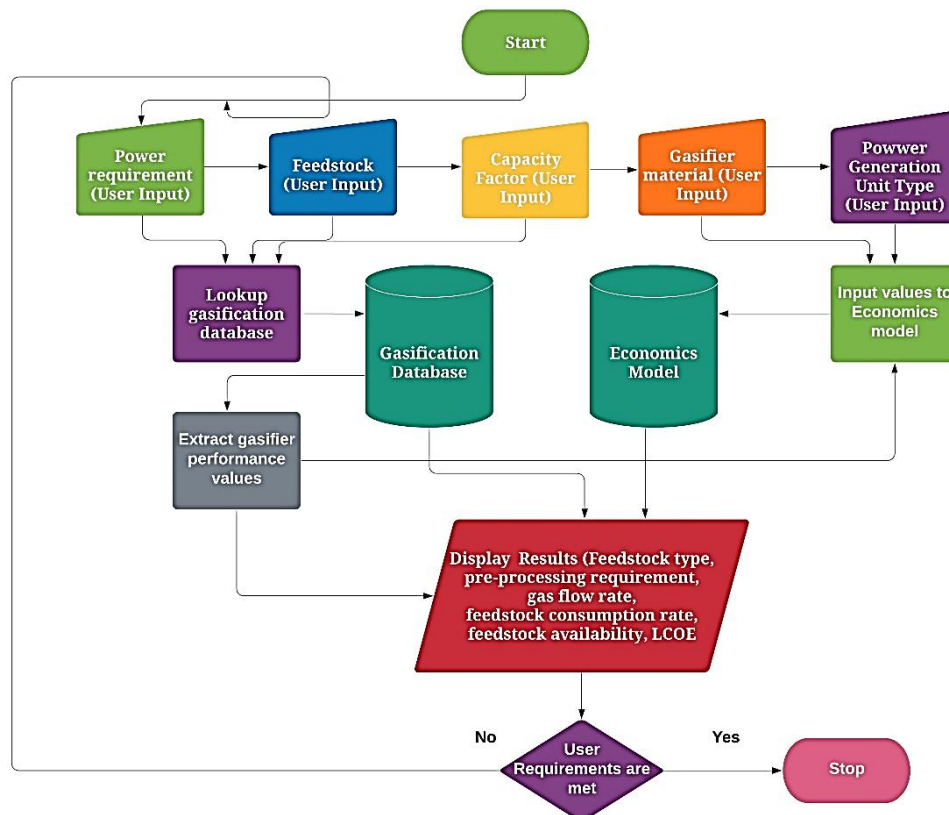 Start
Power
requirement
(User Input)
Feedstock
(User Input)
Capacity
Factor (User
Input)
Gasifier
material (User
Input)
Powwer
Generation
Unit Type
(User Input)
Lookup
gasification
database
Gasification
Database
Economics
Model
Input values to
Economics
model
Extract gasifier
performance
values
Display Results (Feedstock type,
pre-processing requirement,
gas flow rate,
feedstock consumption rate,
feedstock availability, LCOE
No
User
Requirements are
met
Yes
Stop